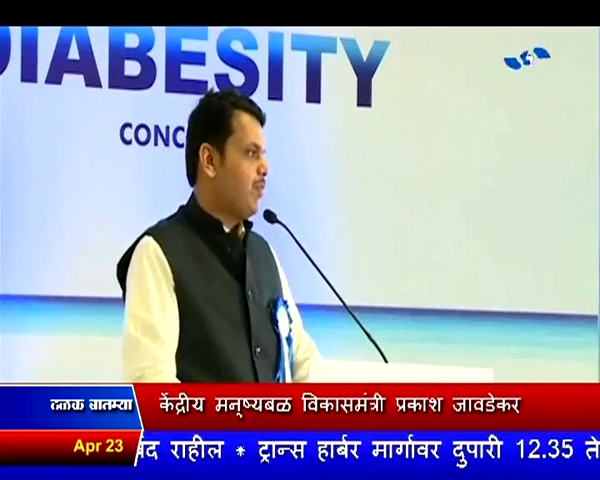 DIABESITY
CONC
ठळक बातम्या
केंद्रीय मनुष्यबळ विकासमंत्री प्रकाश जावडेकर
Apr 23
बंद राहील * ट्रान्स हार्बर मार्गावर दुपारी 12.35 ते